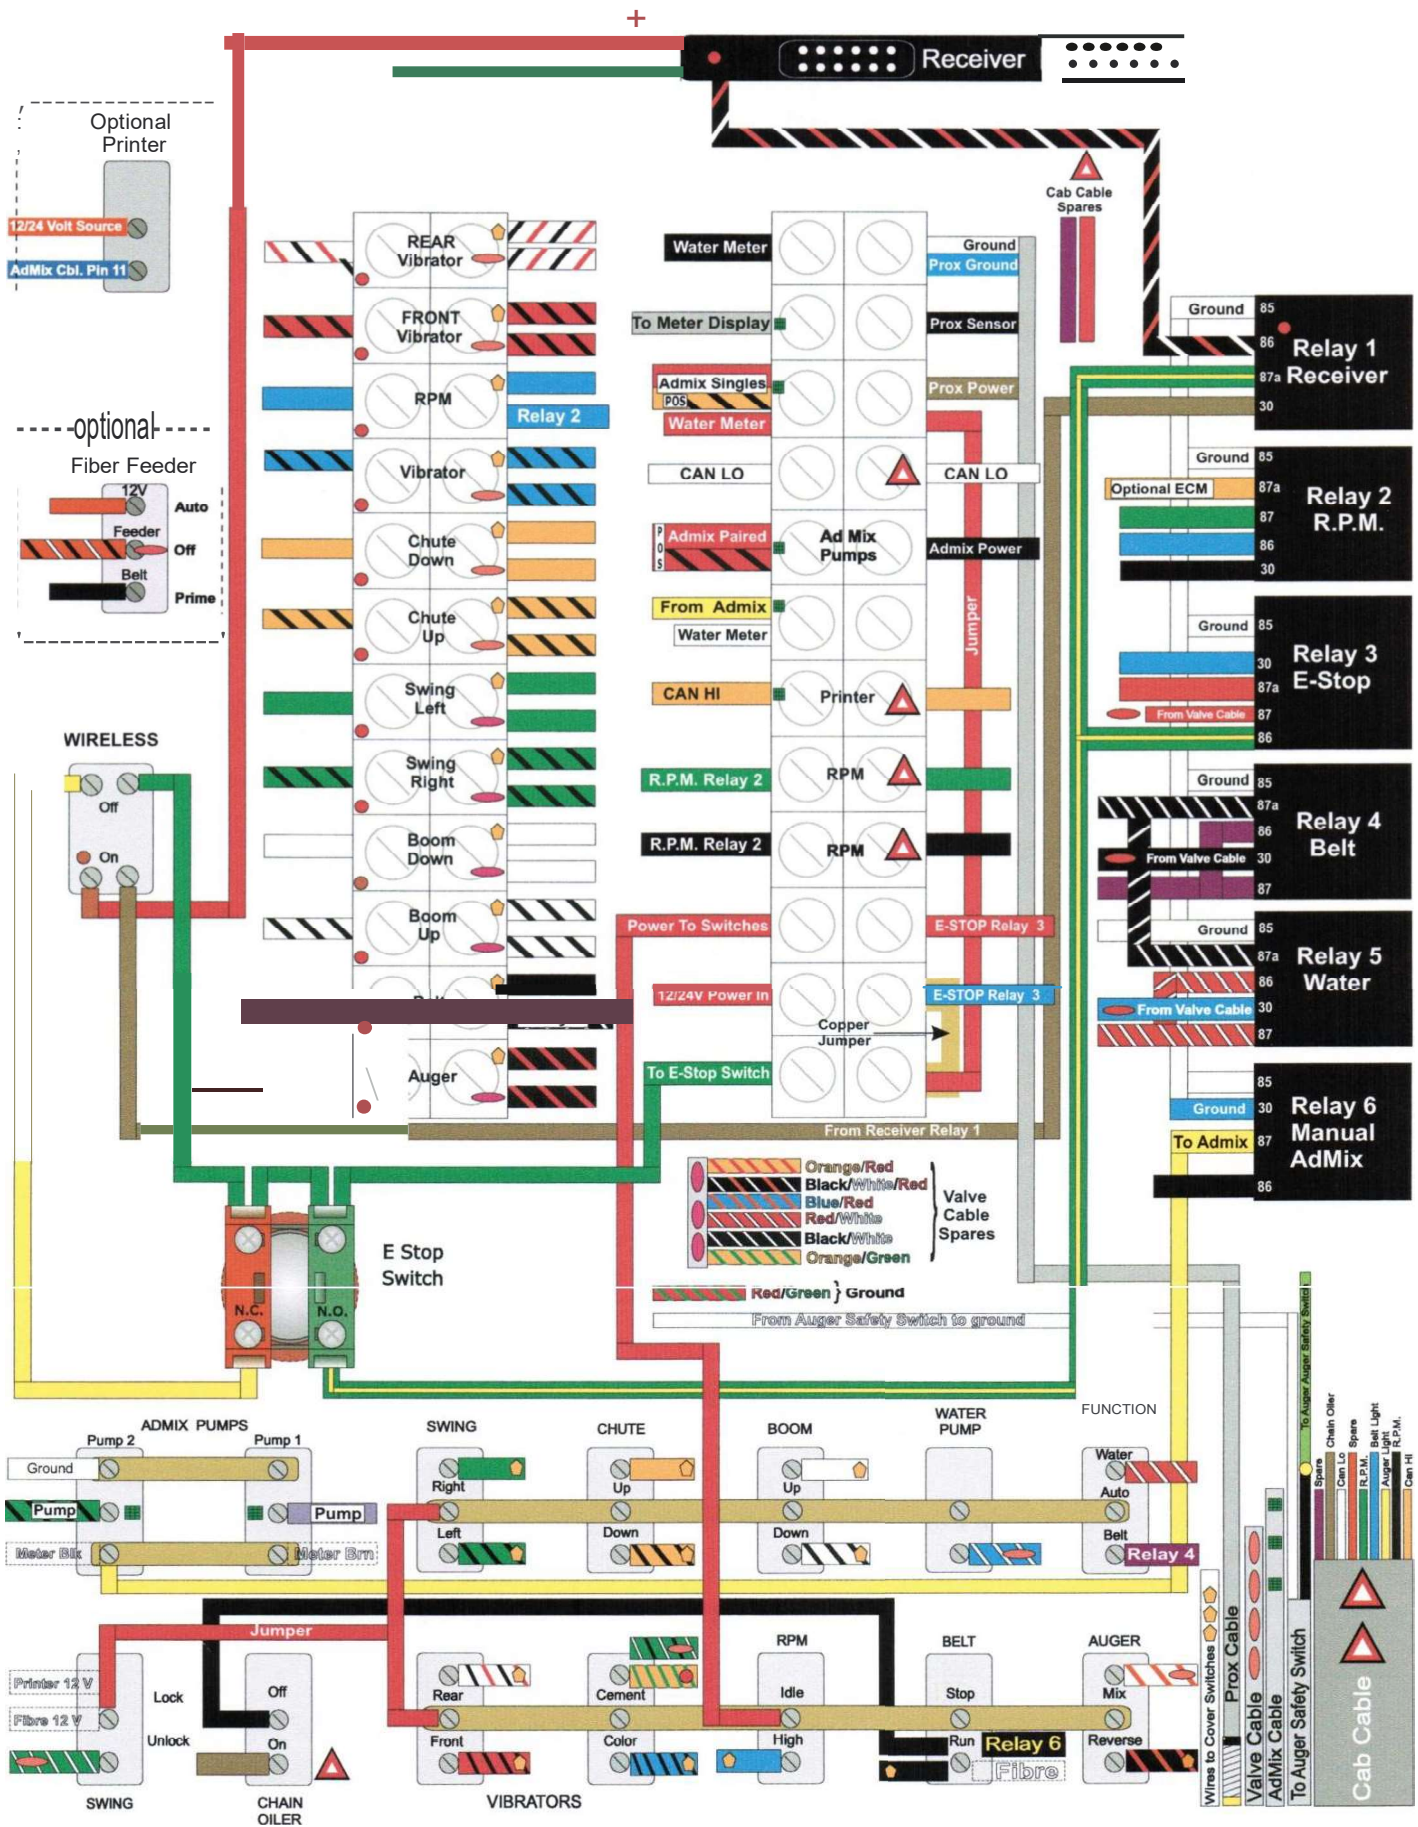 +
Receiver
Optional
Printer
12/24 Volt Source
AdMix Cbl. Pin 11
optional
Fiber Feeder
12V
Auto
Feeder
Off
Belt
Prime
WIRELESS
Off
On
REAR
Vibrator
FRONT
Vibrator
RPM
Relay 2
Vibrator
Chute
Down
Chute
Up
Swing
Left
Swing
Right
Boom
Down
Boom
Up
Auger
Water Meter
Ground
Prox Ground
To Meter Display
Prox Sensor
Admix Singles
POS
Water Meter
Prox Power
CAN LO
CAN LO
POS
Admix Paired
Ad Mix
Pumps
Admix Power
From Admix
Water Meter
Jumper
CAN HI
Printer
R.P.M. Relay 2
RPM
R.P.M. Relay 2
RPM
Power To Switches
E-STOP Relay 3
12/24V Power In
E-STOP Relay 3
Copper
Jumper
To E-Stop Switch
From Receiver Relay 1
Cab Cable
Spares
Ground
85
86
87a
30
Relay 1
Receiver
Ground
85
Optional ECM
87a
87
86
30
Relay 2
R.P.M.
Ground
85
30
87a
From Valve Cable
87
86
Relay 3
E-Stop
Ground
85
87a
86
From Valve Cable
30
87
Relay 4
Belt
Ground
85
87a
86
From Valve Cable
30
87
Relay 5
Water
85
Ground
30
To Admix
87
86
Relay 6
Manual
AdMix
Orange/Red
Black/White/Red
Blue/Red
Red/White
Black/White
Orange/Green
Valve
Cable
Spares
Red/Green } Ground
From Auger Safety Switch to ground
E Stop
Switch
N.C.
N.O.
ADMIX PUMPS
Pump 2
Pump 1
Ground
Pump
Pump
Meter Blk
Meter Brn
SWING
Right
Left
CHUTE
Up
Down
BOOM
Up
Down
WATER
PUMP
FUNCTION
Water
Auto
Belt
Relay 4
Jumper
Printer 12 V
Fibre 12 V
Lock
Unlock
SWING
Off
On
CHAIN
OILER
Rear
Front
Cement
Color
VIBRATORS
RPM
Idle
High
BELT
Stop
Run
Relay 6
Fibre
AUGER
Mix
Reverse
Wires to Cover Switches
Prox Cable
Valve Cable
AdMix Cable
To Auger Safety Switch
To Auger Auger Safety Switch
Spare
Chain Oiler
Can Lo
Spare
R.P.M.
Belt Light
Auger Light
R.P.M.
Can HI
Cab Cable